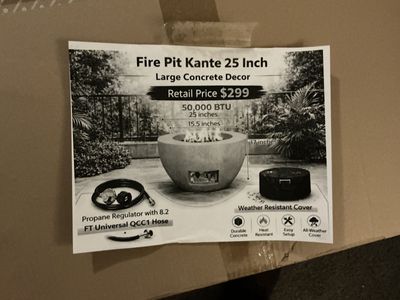 Fire Pit Kante 25 Inch
Large Concrete Decor
Retail Price $299
50,000 BTU
25 inches
15.5 inches
17 inches
Propane Regulator with 8.2
FT Universal QCC1 Hose
Weather Resistant Cover
Durable Concrete
Heat Resistant
Easy Setup
All-Weather Cover